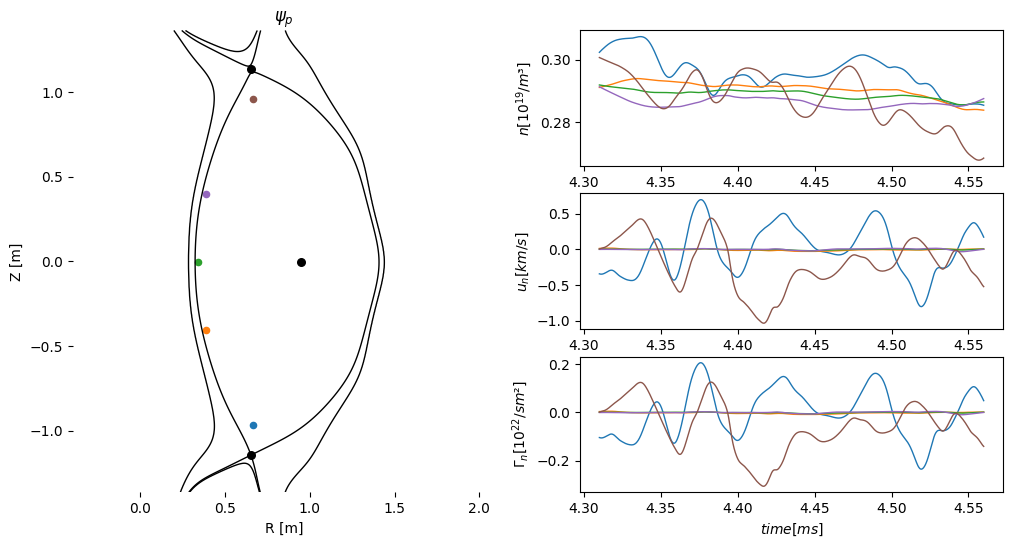 ψp
Z [m]
1.0
0.5
0.0
−0.5
−1.0
0.0 0.5 1.0 1.5 2.0
R [m]
n[10¹⁹/m³]
0.30
0.28
4.30 4.35 4.40 4.45 4.50 4.55
uₙ[km/s]
0.5
0.0
−0.5
−1.0
4.30 4.35 4.40 4.45 4.50 4.55
Γₙ[10²²/sm²]
0.2
0.0
−0.2
4.30 4.35 4.40 4.45 4.50 4.55
time[ms]